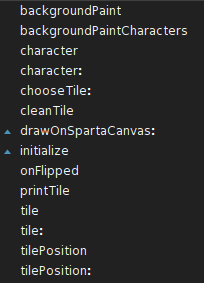 backgroundPaint
backgroundPaintCharacters
character
character:
chooseTile:
cleanTile
drawOnSpartaCanvas:
initialize
onFlipped
printTile
tile
tile:
tilePosition
tilePosition: